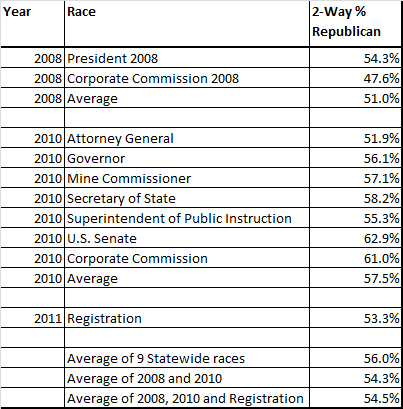 Year Race 2-Way % Republican
2008 President 2008 54.3%
2008 Corporate Commission 2008 47.6%
2008 Average 51.0%
2010 Attorney General 51.9%
2010 Governor 56.1%
2010 Mine Commissioner 57.1%
2010 Secretary of State 58.2%
2010 Superintendent of Public Instruction 55.3%
2010 U.S. Senate 62.9%
2010 Corporate Commission 61.0%
2010 Average 57.5%
2011 Registration 53.3%
Average of 9 Statewide races 56.0%
Average of 2008 and 2010 54.3%
Average of 2008, 2010 and Registration 54.5%